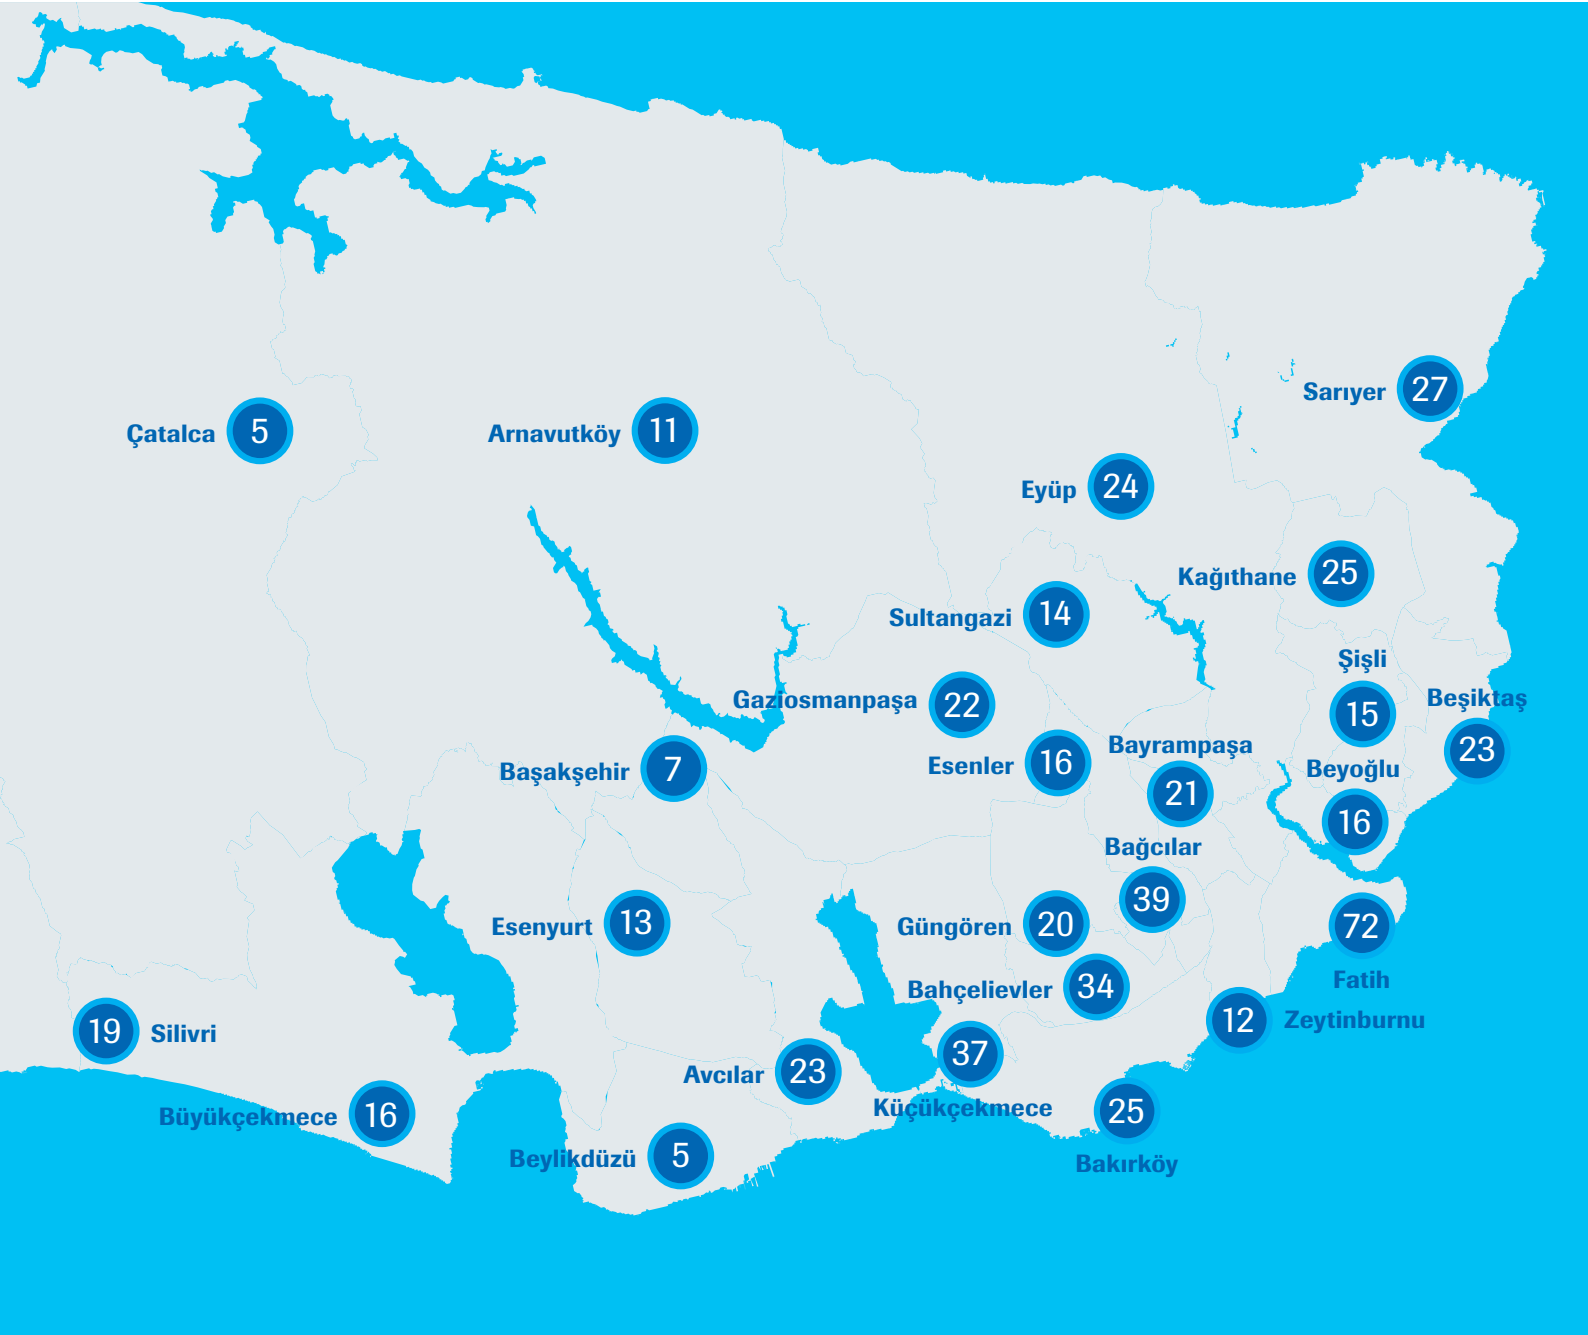 Sarıyer 27
Çatalca 5
Arnavutköy 11
Eyüp 24
Kağıthane 25
Sultangazi 14
Şişli
15
Gaziosmanpaşa 22
Beşiktaş
23
Bayrampaşa
21
Esenler 16
Başakşehir 7
Beyoğlu
16
Bağcılar
39
Esenyurt 13
Güngören 20
72
Fatih
Bahçelievler 34
12 Zeytinburnu
19 Silivri
37
Küçükçekmece
Avcılar 23
Büyükçekmece 16
25
Bakırköy
Beylikdüzü 5